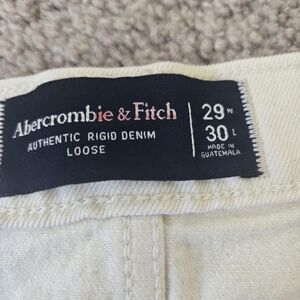 Abercrombie & Fitch
AUTHENTIC RIGID DENIM
LOOSE
29 W
30 L
MADE IN
GUATEMALA